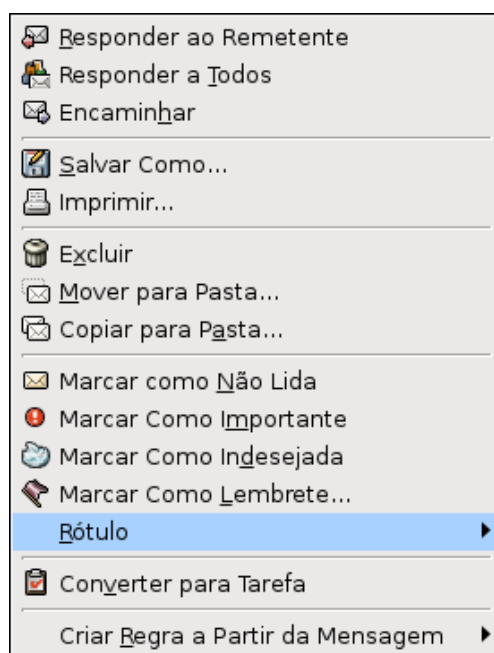 Responder ao Remetente
Responder a Todos
Encaminhar
Salvar Como...
Imprimir...
Excluir
Mover para Pasta...
Copiar para Pasta...
Marcar como Não Lida
Marcar Como Importante
Marcar Como Indesejada
Marcar Como Lembrete...
Rótulo
Converter para Tarefa
Criar Regra a Partir da Mensagem